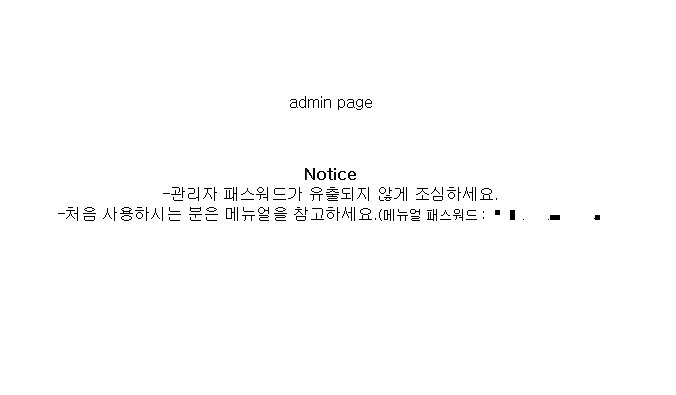 admin page
Notice
-관리자 패스워드가 유출되지 않게 조심하세요.
-처음 사용하시는 분은 메뉴얼을 참고하세요.(메뉴얼 패스워드 :